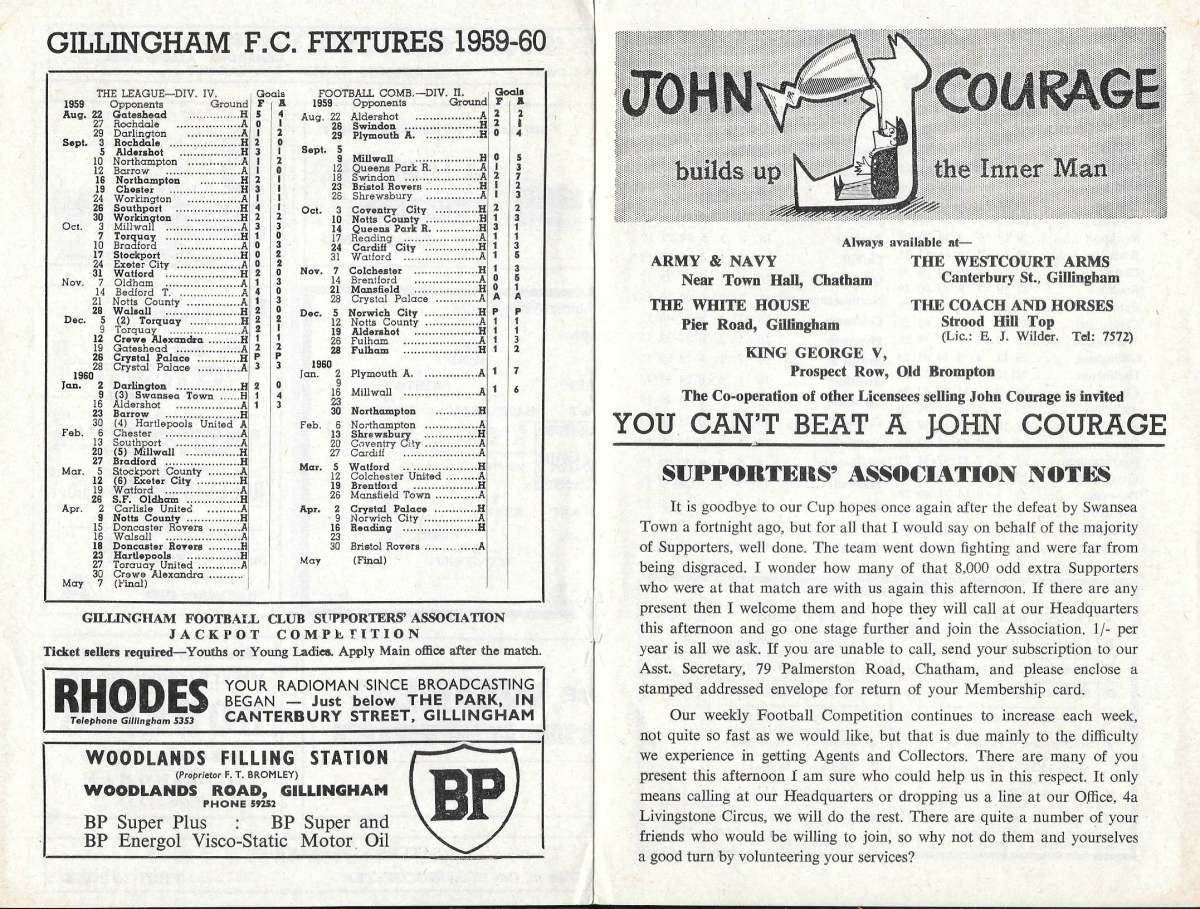 GILLINGHAM F.C. FIXTURES 1959-60
THE LEAGUE—DIV. IV. Goals
1959 Opponents Ground F A
Aug. 22 Gateshead ...............H 5 4
27 Rochdale ...............A 0 1
29 Darlington ...............A 1 2
Sept. 3 Rochdale ...............H 2 0
5 Aldershot ...............H 3 1
10 Northampton ...............A 1 2
12 Barrow ...............A 1 0
16 Northampton ...............H 2 1
19 Chester ...............H 3 1
24 Workington ...............A 1 1
26 Southport ...............H 4 1
30 Workington ...............H 2 2
Oct. 3 Millwall ...............A 3 3
7 Torquay ...............H 1 0
10 Bradford ...............A 0 3
17 Stockport ...............H 0 2
24 Exeter City ...............A 0 2
31 Watford ...............H 2 0
Nov. 7 Oldham ...............A 1 3
14 Bedford T. ...............A 4 0
21 Notts County ...............A 1 3
28 Walsall ...............H 2 0
Dec. 5 (2) Torquay ...............H 2 2
9 Torquay ...............A 2 1
12 Crewe Alexandra .........H 1 1
19 Gateshead ...............A 2 2
26 Crystal Palace .........H P P
28 Crystal Palace .........A 3 3
1960
Jan. 2 Darlington ...............H 2 0
9 (3) Swansea Town ......H 1 4
16 Aldershot ...............A 1 3
23 Barrow ...............H
30 (4) Hartlepools United A
Feb. 6 Chester ...............A
13 Southport ...............A
20 (5) Millwall ...............H
27 Bradford ...............H
Mar. 5 Stockport County .........A
12 (6) Exeter City .........H
19 Watford ...............A
26 S.F. Oldham ...............H
Apr. 2 Carlisle United .........A
9 Notts County ............H
15 Doncaster Rovers .........A
16 Walsall ...............A
18 Doncaster Rovers .........H
23 Hartlepools ...............H
27 Torquay United ............A
30 Crewe Alexandra .........
May 7 (Final)
FOOTBALL COMB.—DIV. II. Goals
1959 Opponents Ground F A
Aug. 22 Aldershot ...............A 2 2
26 Swindon ...............H 2 1
29 Plymouth A. ...............H 0 4
Sept. 5
9 Millwall ...............H 0 5
12 Queens Park R. ............A 1 3
18 Swindon ...............A 2 7
23 Bristol Rovers ............H 1 2
26 Shrewsbury ...............A 1 3
Oct. 3 Coventry City ............H 2 2
10 Notts County ............H 1 3
14 Queens Park R. ............H 3 1
17 Reading ...............A 1 1
24 Cardiff City ...............H 1 3
31 Watford ...............A 1 5
Nov. 7 Colchester ...............H 1 3
14 Brentford ...............A 0 5
21 Mansfield ...............H 0 1
28 Crystal Palace ............A A A
Dec. 5 Norwich City ............H P P
12 Notts County ............A 1 1
19 Aldershot ...............H 1 1
26 Fulham ...............A 1 3
28 Fulham ...............H 1 2
1960
Jan. 2 Plymouth A. ...............A 1 7
9
16 Millwall ...............A 1 6
23
30 Northampton ...............H
Feb. 6 Northampton ...............A
13 Shrewsbury ...............H
20 Coventry City ............A
27 Cardiff ...............A
Mar. 5 Watford ...............H
12 Colchester United .........A
19 Brentford ...............H
26 Mansfield Town ............A
Apr. 2 Crystal Palace ............H
9 Norwich City ............A
16 Reading ...............H
23
30 Bristol Rovers ............A
May (Final)
GILLINGHAM FOOTBALL CLUB SUPPORTERS' ASSOCIATION
JACKPOT COMPETITION
Ticket sellers required—Youths or Young Ladies. Apply Main office after the match.
RHODES
Telephone Gillingham 5353
YOUR RADIOMAN SINCE BROADCASTING
BEGAN — Just below THE PARK, IN
CANTERBURY STREET, GILLINGHAM
WOODLANDS FILLING STATION
(Proprietor F. T. BROMLEY)
WOODLANDS ROAD, GILLINGHAM
PHONE 59252
BP Super Plus : BP Super and
BP Energol Visco-Static Motor Oil
BP
JOHN COURAGE
builds up the Inner Man
Always available at—
ARMY & NAVY
Near Town Hall, Chatham
THE WESTCOURT ARMS
Canterbury St., Gillingham
THE WHITE HOUSE
Pier Road, Gillingham
THE COACH AND HORSES
Strood Hill Top
(Lic.: E. J. Wilder. Tel: 7572)
KING GEORGE V,
Prospect Row, Old Brompton
The Co-operation of other Licensees selling John Courage is invited
YOU CAN'T BEAT A JOHN COURAGE
SUPPORTERS' ASSOCIATION NOTES
It is goodbye to our Cup hopes once again after the defeat by Swansea
Town a fortnight ago, but for all that I would say on behalf of the majority
of Supporters, well done. The team went down fighting and were far from
being disgraced. I wonder how many of that 8,000 odd extra Supporters
who were at that match are with us again this afternoon. If there are any
present then I welcome them and hope they will call at our Headquarters
this afternoon and go one stage further and join the Association. 1/- per
year is all we ask. If you are unable to call, send your subscription to our
Asst. Secretary, 79 Palmerston Road, Chatham, and please enclose a
stamped addressed envelope for return of your Membership card.
Our weekly Football Competition continues to increase each week,
not quite so fast as we would like, but that is due mainly to the difficulty
we experience in getting Agents and Collectors. There are many of you
present this afternoon I am sure who could help us in this respect. It only
means calling at our Headquarters or dropping us a line at our Office, 4a
Livingstone Circus, we will do the rest. There are quite a number of your
friends who would be willing to join, so why not do them and yourselves
a good turn by volunteering your services?